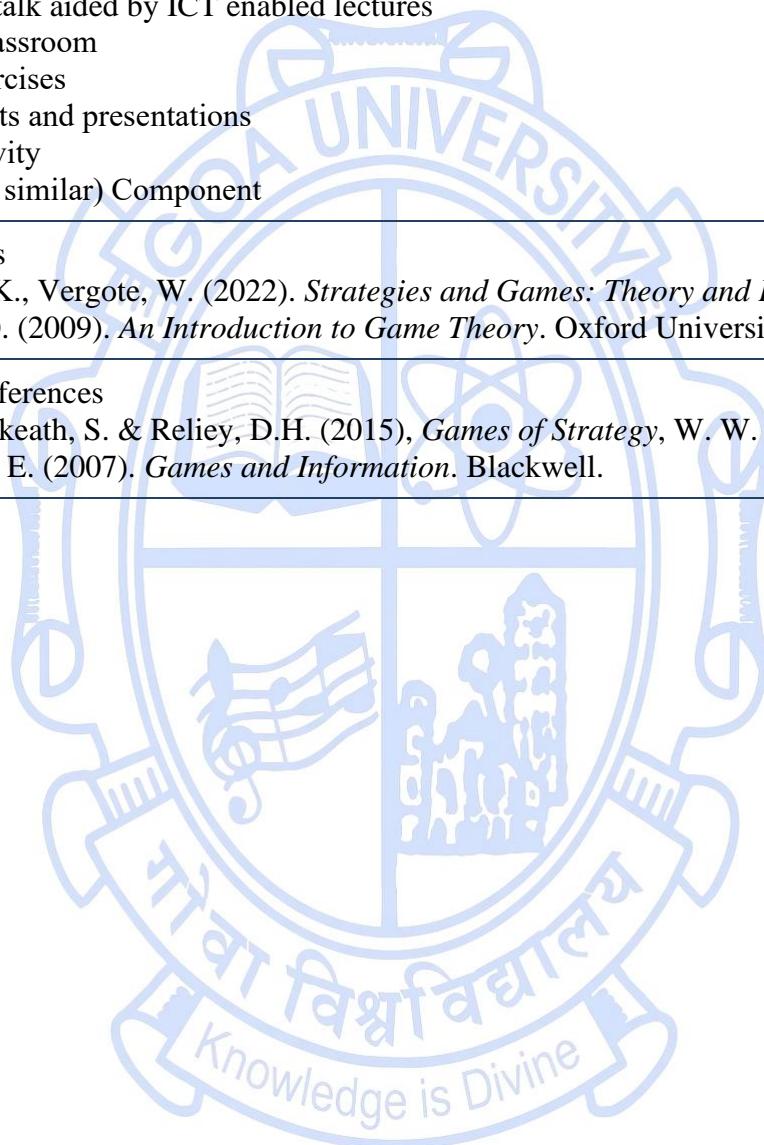 talk aided by ICT enabled lectures
assroom
rcises
ts and presentations
vity
similar) Component
s
K., Vergote, W. (2022). Strategies and Games: Theory and
. (2009). An Introduction to Game Theory. Oxford Universi
ferences
keath, S. & Reliey, D.H. (2015), Games of Strategy, W. W.
E. (2007). Games and Information. Blackwell.
GOA UNIVERSITY
गोंवा विश्वविद्यालय
Knowledge is Divine